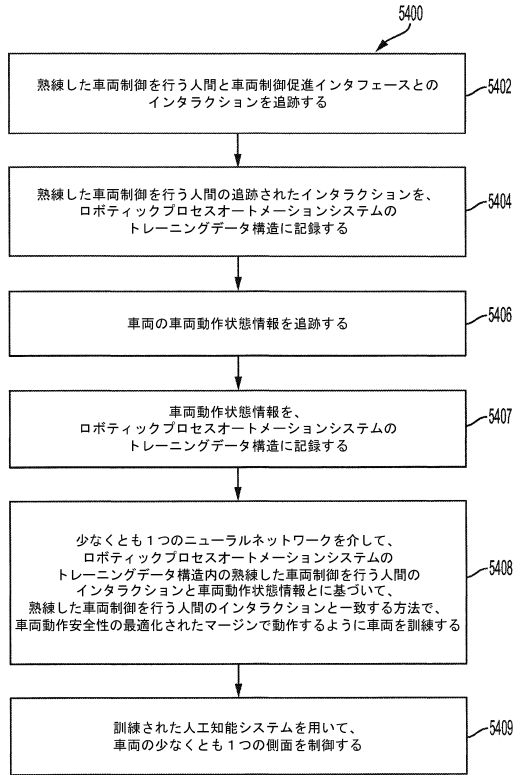 5400
熟練した車両制御を行う人間と車両制御促進インタフェースとの
インタラクションを追跡する
5402
熟練した車両制御を行う人間の追跡されたインタラクションを、
ロボティックプロセスオートメーションシステムの
トレーニングデータ構造に記録する
5404
車両の車両動作状態情報を追跡する
5406
車両動作状態情報を、
ロボティックプロセスオートメーションシステムの
トレーニングデータ構造に記録する
5407
少なくとも1つのニューラルネットワークを介して、
ロボティックプロセスオートメーションシステムの
トレーニングデータ構造内の熟練した車両制御を行う人間の
インタラクションと車両動作状態情報とに基づいて、
熟練した車両制御を行う人間のインタラクションと一致する方法で、
車両動作安全性の最適化されたマージンで動作するように車両を訓練する
5408
訓練された人工知能システムを用いて、
車両の少なくとも1つの側面を制御する
5409